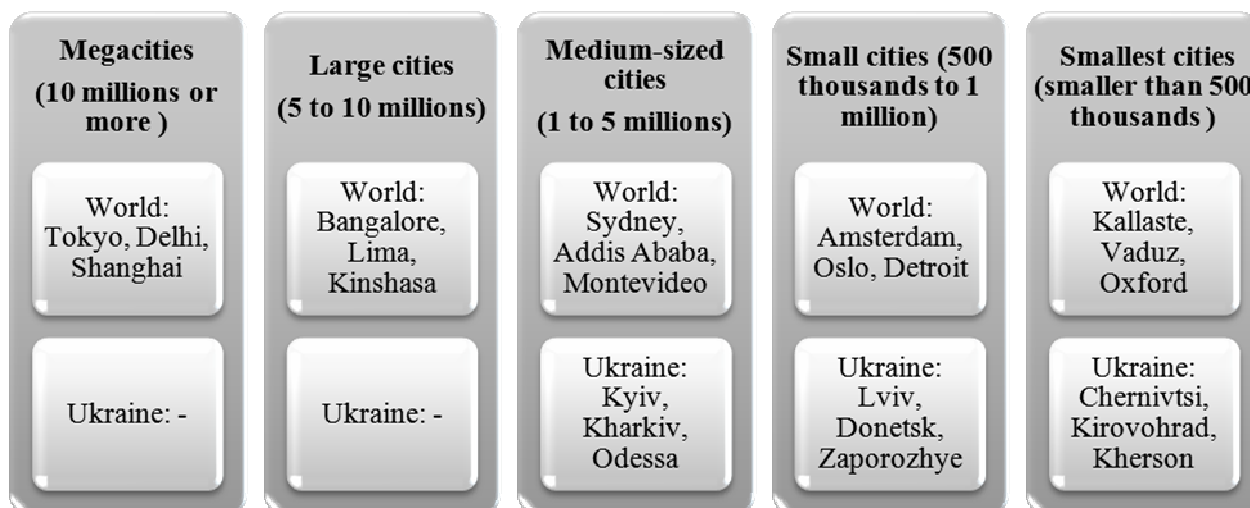 Megacities
(10 millions or
more )
World:
Tokyo, Delhi,
Shanghai
Ukraine: -
Large cities
(5 to 10 millions)
World:
Bangalore,
Lima,
Kinshasa
Ukraine: -
Medium-sized
cities
(1 to 5 millions)
World:
Sydney,
Addis Ababa,
Montevideo
Ukraine:
Kyiv,
Kharkiv,
Odessa
Small cities (500
thousands to 1
million)
World:
Amsterdam,
Oslo, Detroit
Ukraine:
Lviv,
Donetsk,
Zaporozhye
Smallest cities
(smaller than 500
thousands )
World:
Kallaste,
Vaduz,
Oxford
Ukraine:
Chernivtsi,
Kirovohrad,
Kherson